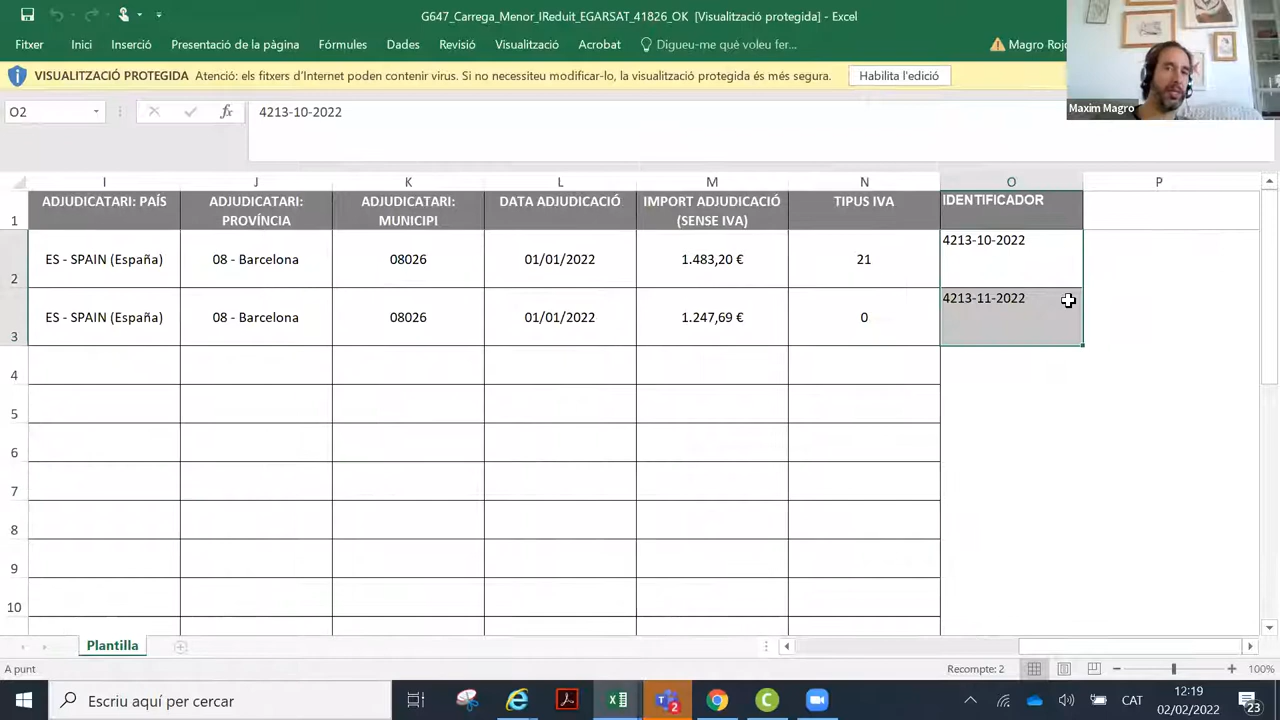 G647_Carrega_Menor_IReduit_EGARSAT_41826_OK [Visualització protegida] - Excel
Fitxer Inici Inserció Presentació de la pàgina Fórmules Dades Revisió Visualització Acrobat Digueu-me què voleu fer... Magro Roj
Maxim Magro
VISUALITZACIÓ PROTEGIDA Atenció: els fitxers d'Internet poden contenir virus. Si no necessiteu modificar-lo, la visualització protegida és més segura. Habilita l'edició
O2 fx 4213-10-2022
I J K L M N O P
1 ADJUDICATARI: PAÍS ADJUDICATARI: PROVÍNCIA ADJUDICATARI: MUNICIPI DATA ADJUDICACIÓ IMPORT ADJUDICACIÓ (SENSE IVA) TIPUS IVA IDENTIFICADOR
2 ES - SPAIN (España) 08 - Barcelona 08026 01/01/2022 1.483,20 € 21 4213-10-2022
3 ES - SPAIN (España) 08 - Barcelona 08026 01/01/2022 1.247,69 € 0 4213-11-2022
4
5
6
7
8
9
10
Plantilla
A punt Recompte: 2 100%
Escriu aquí per cercar 2 CAT 12:19
02/02/2022 23